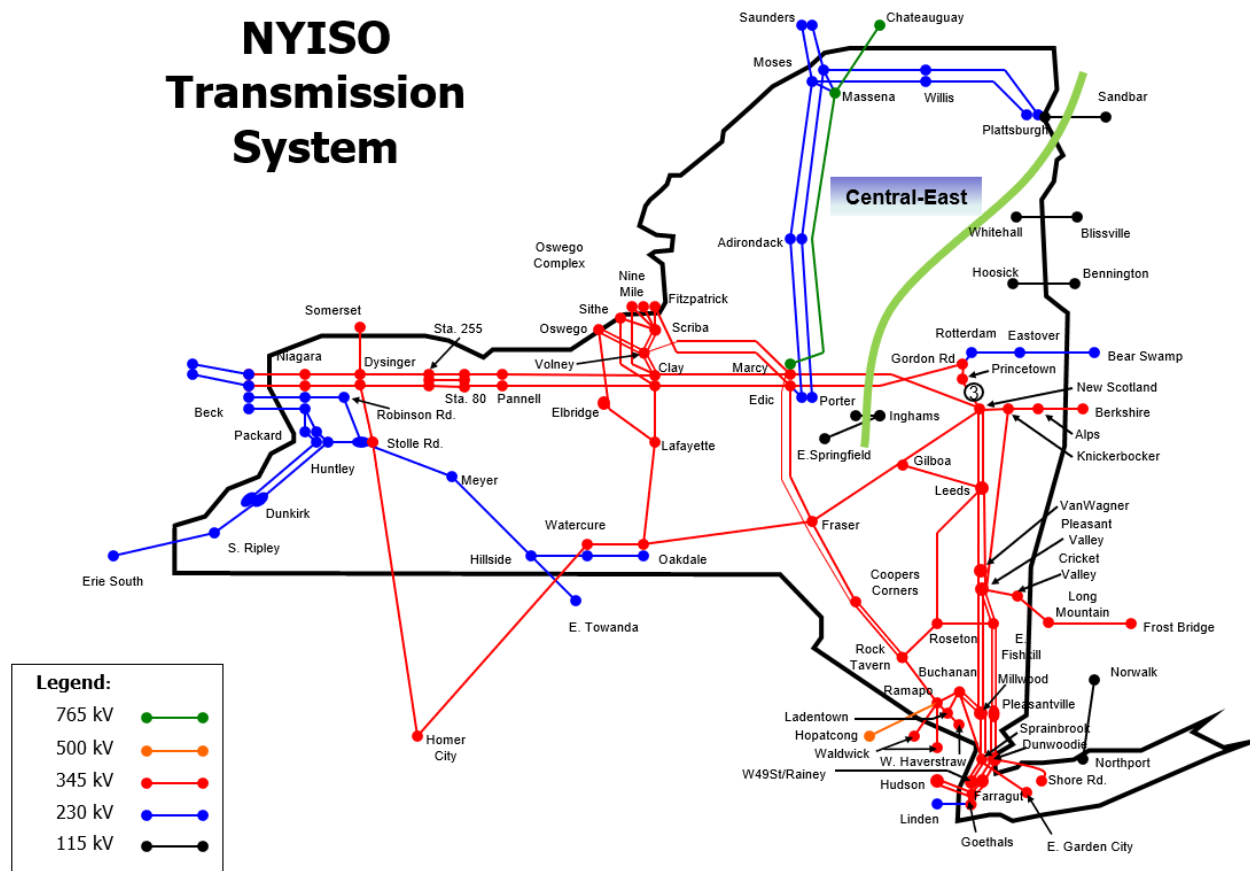 NYISO
Transmission
System
Saunders
Chateauguay
Moses
Massena
Willis
Sandbar
Plattsburgh
Central-East
Whitehall
Blissville
Adirondack
Oswego
Complex
Nine
Mile
Hoosick
Bennington
Sithe
Fitzpatrick
Somerset
Sta. 255
Oswego
Scriba
Rotterdam
Eastover
Niagara
Dysinger
Volney
Clay
Marcy
Gordon Rd
Bear Swamp
Princetown
3
New Scotland
Beck
Robinson Rd.
Sta. 80
Pannell
Elbridge
Edic
Porter
Inghams
Berkshire
Packard
Stolle Rd.
Lafayette
E.Springfield
Alps
Knickerbocker
Huntley
Meyer
Gilboa
Leeds
Dunkirk
VanWagner
Pleasant
Valley
Watercure
Fraser
S. Ripley
Hillside
Oakdale
Cricket
Valley
Erie South
Coopers
Corners
Long
Mountain
E. Towanda
Roseton
E.
Fishkill
Frost Bridge
Rock
Tavern
Buchanan
Millwood
Norwalk
Ramapo
Ladentown
Pleasantville
Hopatcong
Sprainbrook
Waldwick
Dunwoodie
W. Haverstraw
Northport
W49St/Rainey
Hudson
Farragut
Shore Rd.
Linden
Goethals
E. Garden City
Homer
City
Legend:
765 kV
500 kV
345 kV
230 kV
115 kV